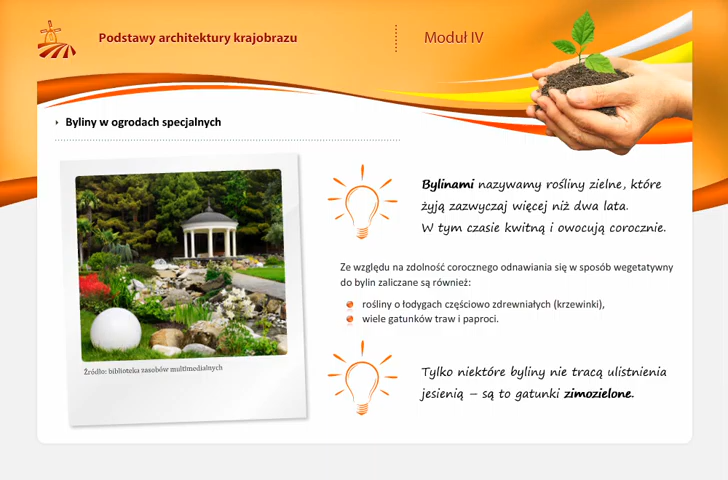 Podstawy architektury krajobrazu
Moduł IV
Byliny w ogrodach specjalnych
Bylinami nazywamy rośliny zielne, które
żyją zazwyczaj więcej niż dwa lata.
W tym czasie kwitną i owocują corocznie.
Ze względu na zdolność corocznego odnawiania się w sposób wegetatywny
do bylin zaliczane są również:
rośliny o łodygach częściowo zdrewniałych (krzewinki),
wiele gatunków traw i paproci.
Źródło: biblioteka zasobów multimedialnych
Tylko niektóre byliny nie tracą ulistnienia
jesienią – są to gatunki zimozielone.